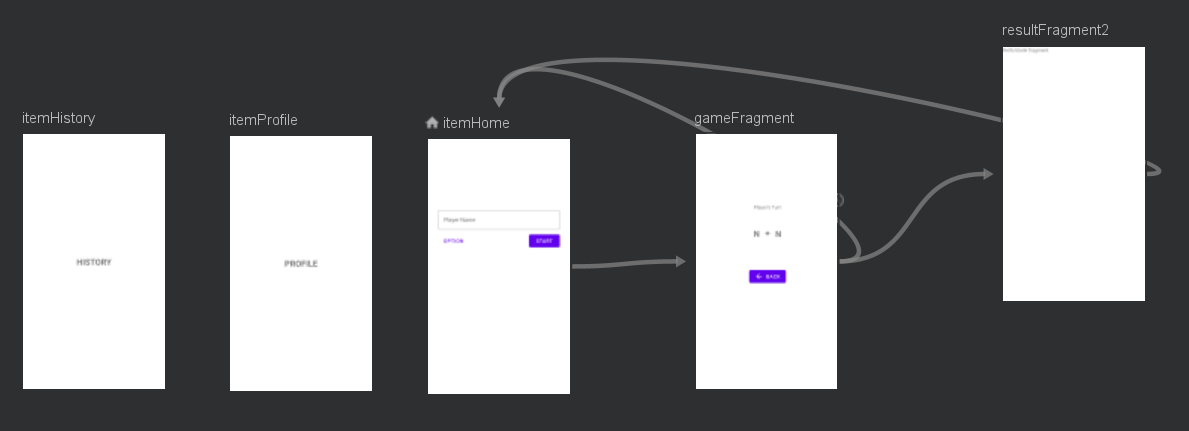 resultFragment2
itemHistory
itemProfile
itemHome
gameFragment
Player Name
OPTION
START
N + N
BACK
HISTORY
PROFILE